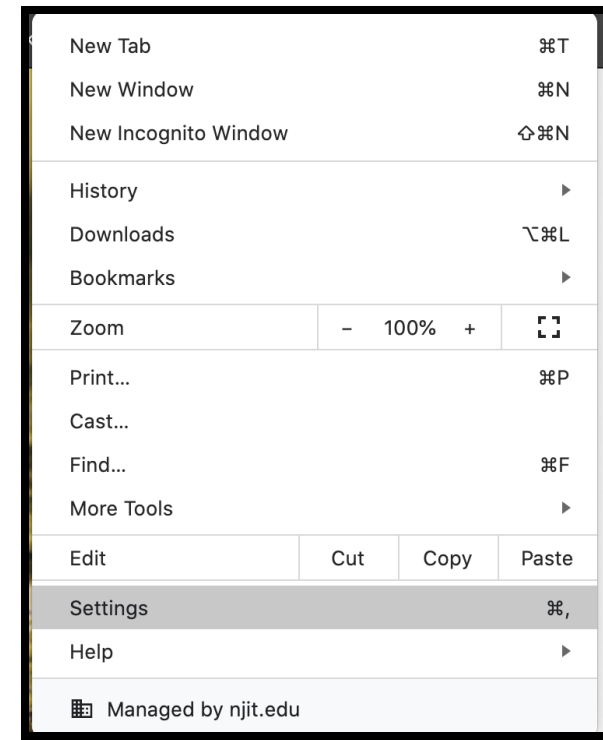 New Tab ⌘T
New Window ⌘N
New Incognito Window ⇧⌘N
History
Downloads ⌥⌘L
Bookmarks
Zoom - 100% +
Print... ⌘P
Cast...
Find... ⌘F
More Tools
Edit Cut Copy Paste
Settings ⌘,
Help
Managed by njit.edu